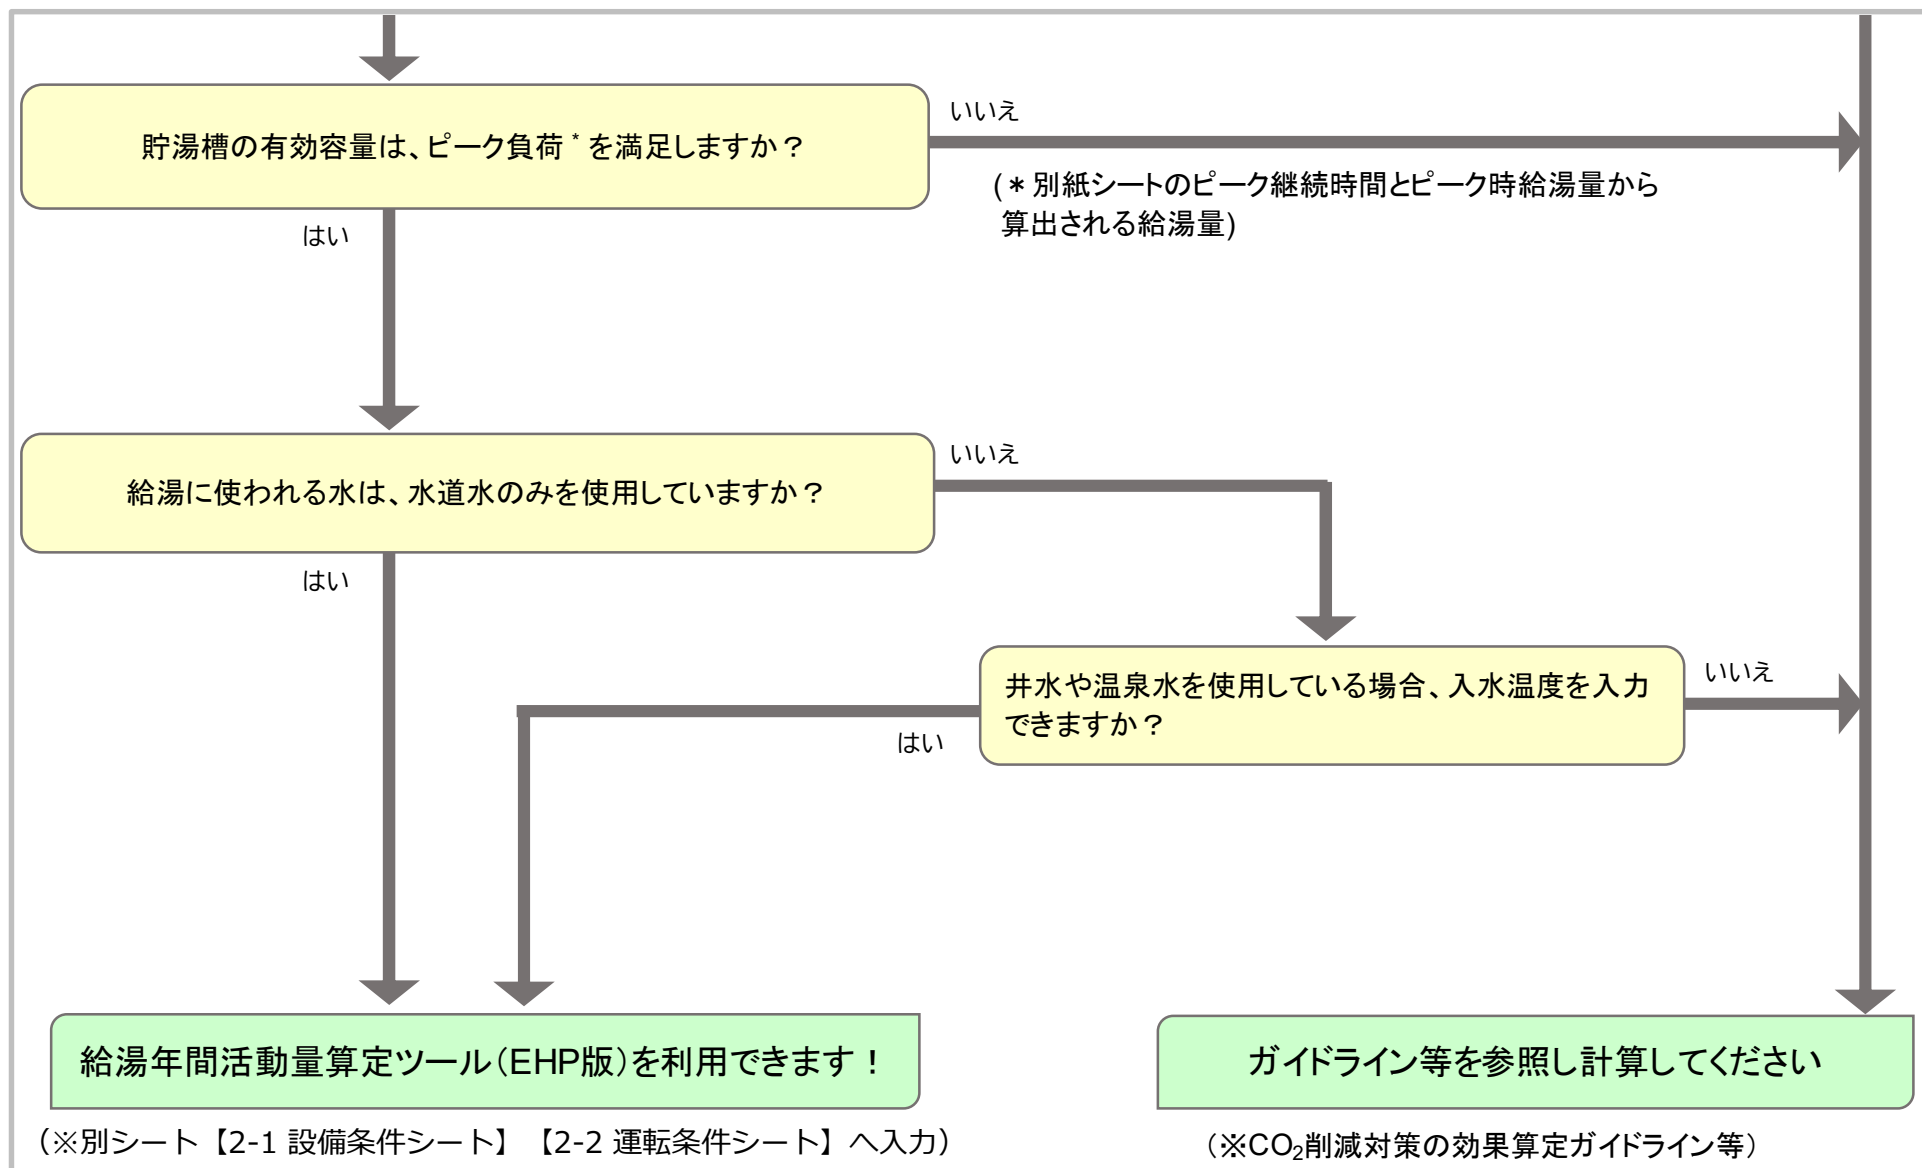 貯湯槽の有効容量は、ピーク負荷*を満足しますか？
いいえ
(＊別紙シートのピーク継続時間とピーク時給湯量から
算出される給湯量)
はい
給湯に使われる水は、水道水のみを使用していますか？
いいえ
はい
井水や温泉水を使用している場合、入水温度を入力
できますか？
いいえ
はい
給湯年間活動量算定ツール（EHP版）を利用できます！
（※別シート【2-1 設備条件シート】【2-2 運転条件シート】へ入力）
ガイドライン等を参照し計算してください
（※CO₂削減対策の効果算定ガイドライン等）